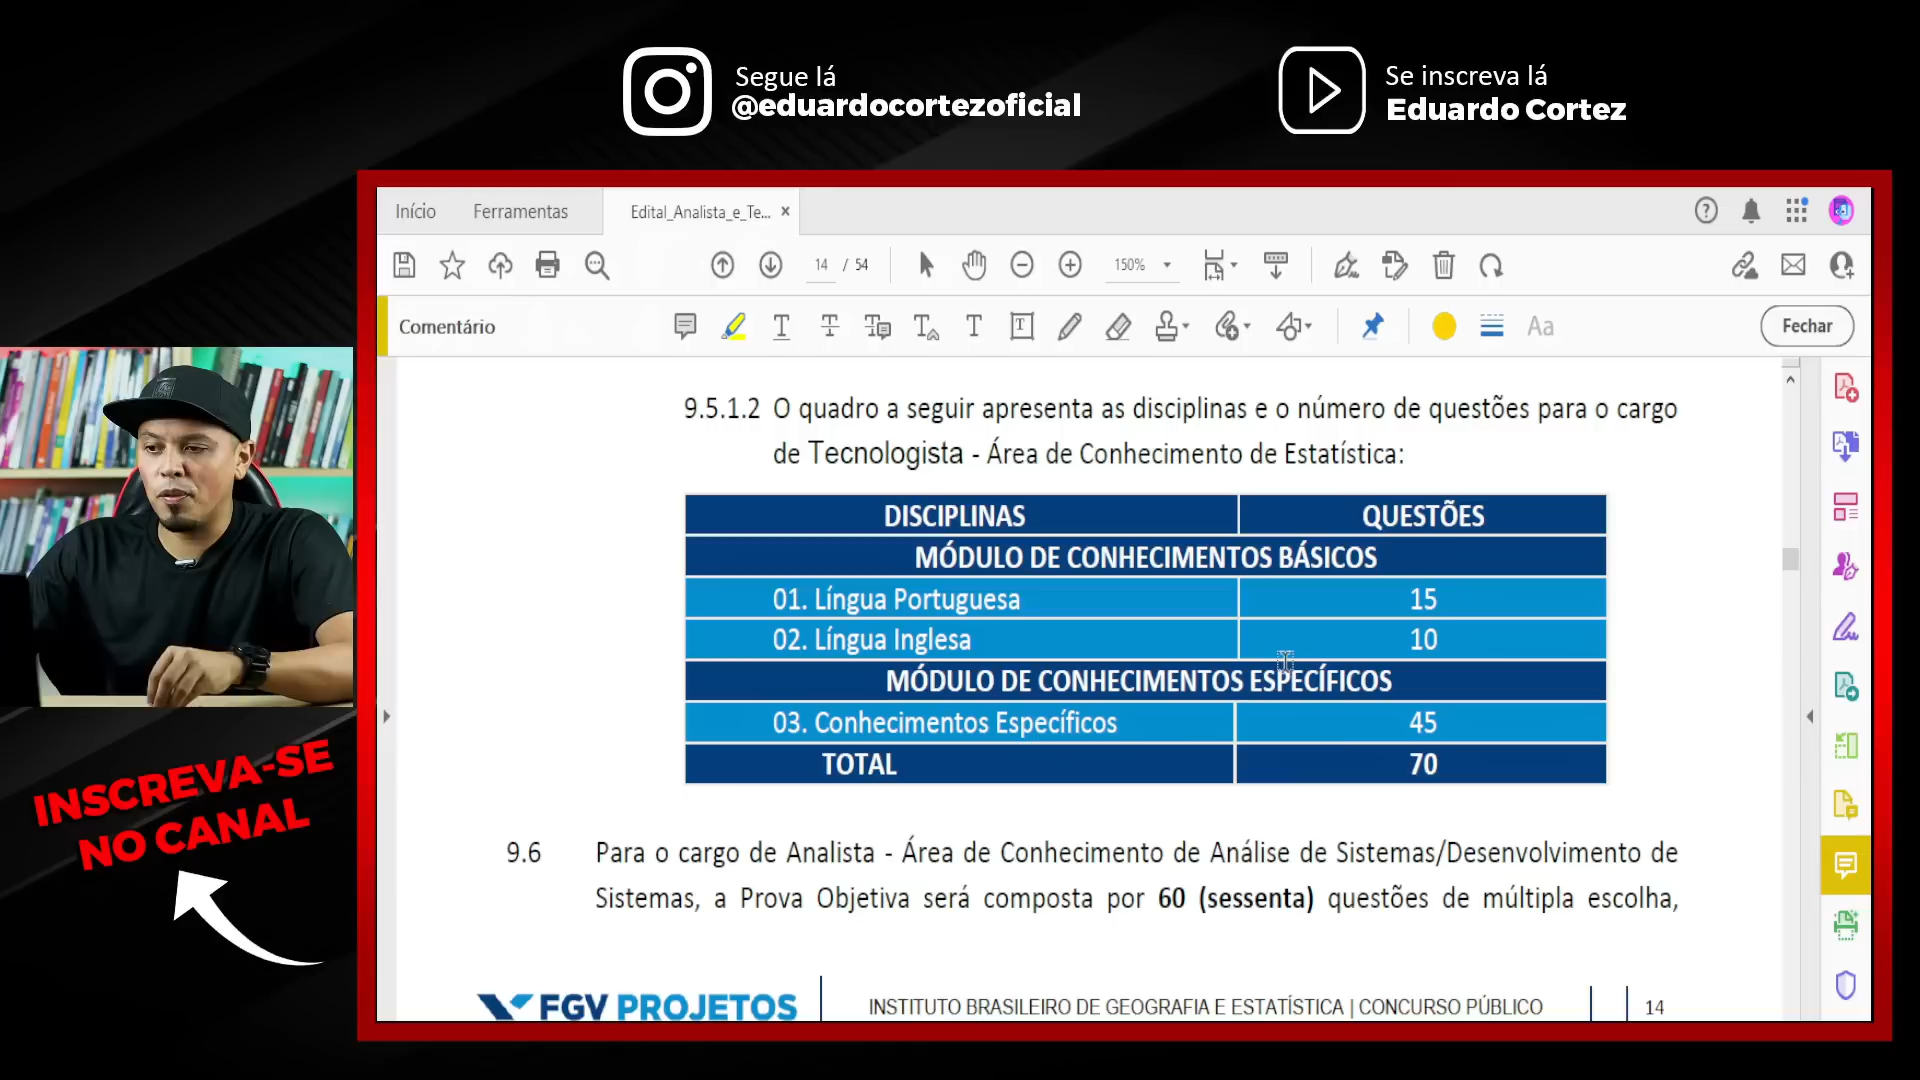 Segue lá
@eduardocortezoficial
Se inscreva lá
Eduardo Cortez
Início
Ferramentas
Edital_Analista_e_Te... ×
14 / 54
150%
Comentário
Aa
Fechar
9.5.1.2 O quadro a seguir apresenta as disciplinas e o número de questões para o cargo
de Tecnologista - Área de Conhecimento de Estatística:
DISCIPLINAS QUESTÕES
MÓDULO DE CONHECIMENTOS BÁSICOS
01. Língua Portuguesa 15
02. Língua Inglesa 10
MÓDULO DE CONHECIMENTOS ESPECÍFICOS
03. Conhecimentos Específicos 45
TOTAL 70
9.6 Para o cargo de Analista - Área de Conhecimento de Análise de Sistemas/Desenvolvimento de
Sistemas, a Prova Objetiva será composta por 60 (sessenta) questões de múltipla escolha,
FGV PROJETOS
INSTITUTO BRASILEIRO DE GEOGRAFIA E ESTATÍSTICA | CONCURSO PÚBLICO
14
INSCREVA-SE
NO CANAL